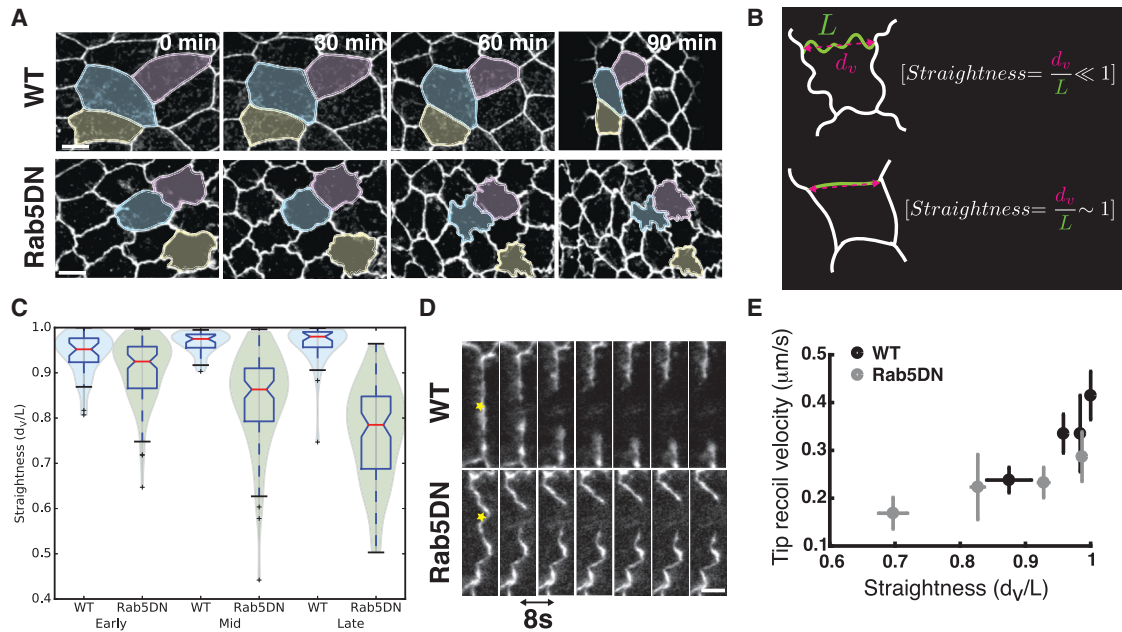 A
0 min
30 min
60 min
90 min
WT
Rab5DN
B
L
d_v
[Straightness= d_v/L ≪ 1]
[Straightness= d_v/L ∼ 1]
C
Straightness (d_v/L)
1.0
0.9
0.8
0.7
0.6
0.5
0.4
WT
Rab5DN
WT
Rab5DN
WT
Rab5DN
Early
Mid
Late
D
WT
Rab5DN
8s
E
Tip recoil velocity (μm/s)
0.5
0.4
0.3
0.2
0.1
WT
Rab5DN
0.6
0.7
0.8
0.9
1
Straightness (d_v/L)